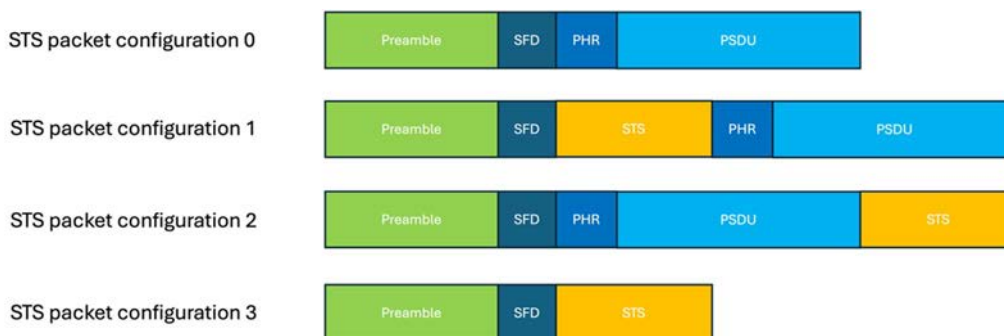 STS packet configuration 0 Preamble SFD PHR PSDU
STS packet configuration 1 Preamble SFD STS PHR PSDU
STS packet configuration 2 Preamble SFD PHR PSDU STS
STS packet configuration 3 Preamble SFD STS